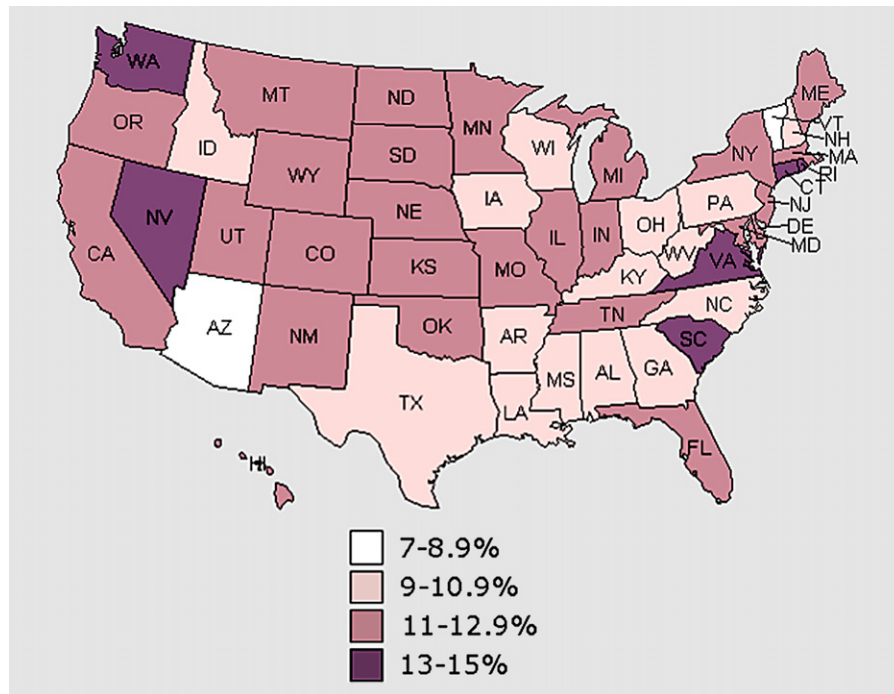 WA
MT
ND
MN
ME
OR
ID
WI
VT
NH
SD
NY
MA
WY
MI
RI
CT
IA
PA
NJ
NV
NE
OH
DE
UT
CO
IL
IN
WV
MD
CA
KS
MO
KY
VA
NC
AZ
NM
OK
TN
AR
SC
MS
AL
GA
TX
LA
FL
HI
7-8.9%
9-10.9%
11-12.9%
13-15%